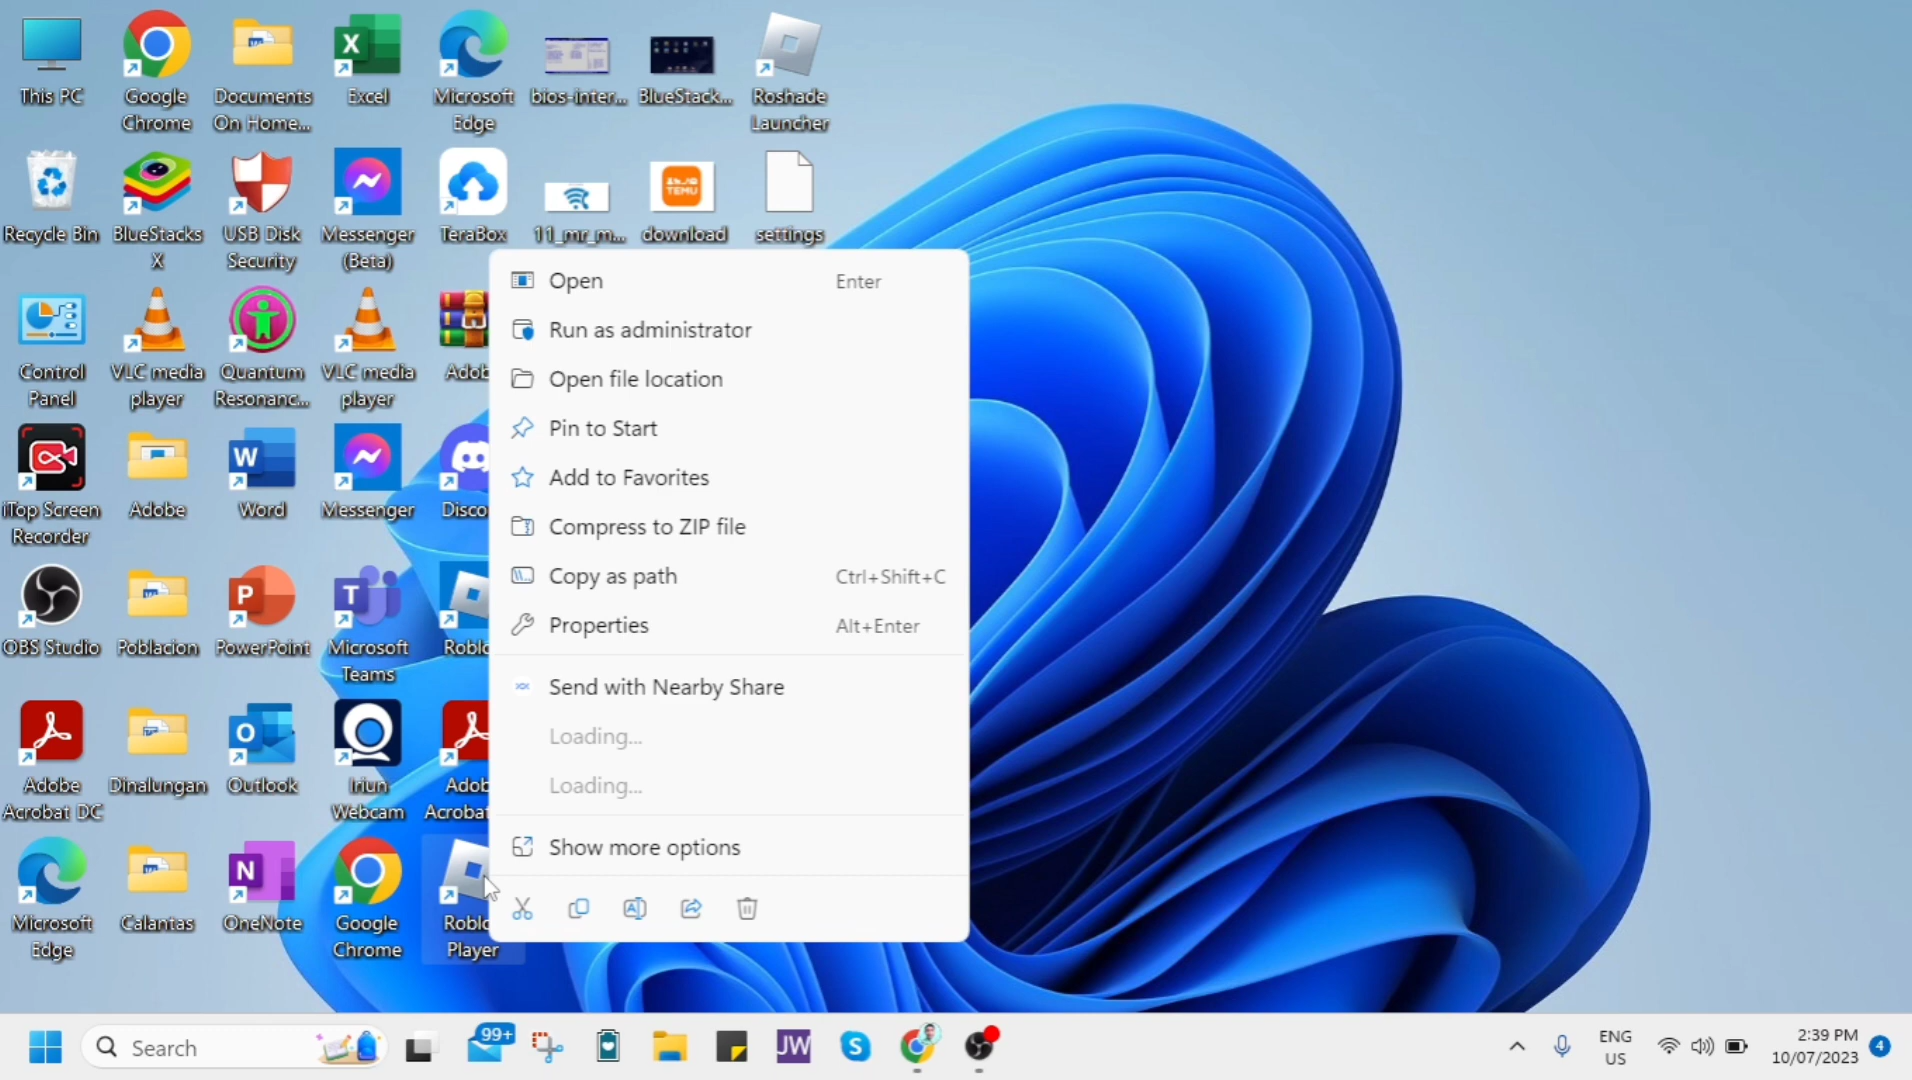 This PC
Google
Chrome
Documents
On Home...
Excel
Microsoft
Edge
bios-inter...
BlueStack...
Roshade
Launcher
Recycle Bin
BlueStacks
X
USB Disk
Security
Messenger
(Beta)
TeraBox
11_mr_m...
TEMU
download
settings
Control
Panel
VLC media
player
Quantum
Resonanc...
VLC media
player
Adob
iTop Screen
Recorder
Adobe
Word
Messenger
Disco
OBS Studio
Poblacion
PowerPoint
Microsoft
Teams
Roblo
Adobe
Acrobat DC
Dinalungan
Outlook
Iriun
Webcam
Adob
Acrobat
Microsoft
Edge
Calantas
OneNote
Google
Chrome
Roblo
Player
Open Enter
Run as administrator
Open file location
Pin to Start
Add to Favorites
Compress to ZIP file
Copy as path Ctrl+Shift+C
Properties Alt+Enter
Send with Nearby Share
Loading...
Loading...
Show more options
Search
99+
JW
ENG
US
2:39 PM
10/07/2023
4